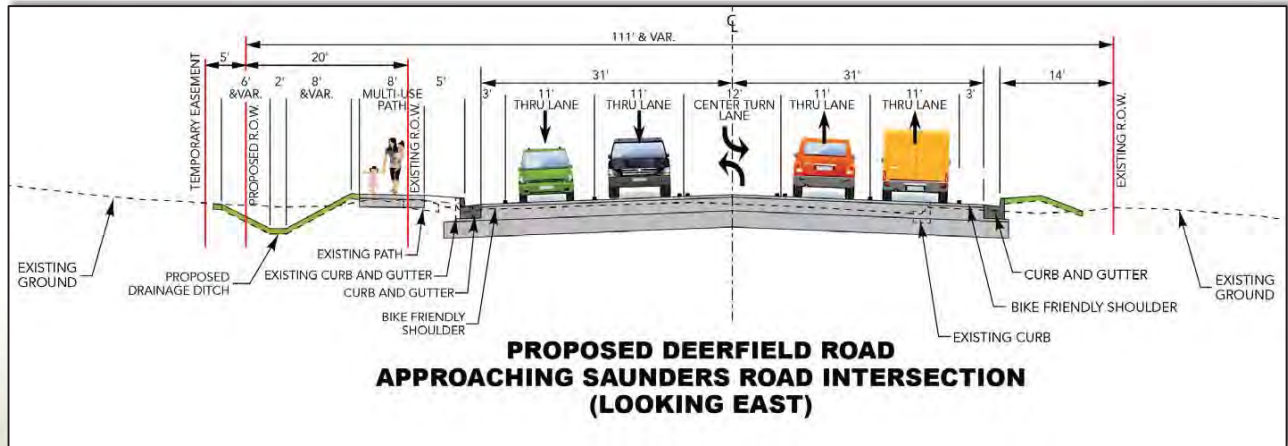 ℄
111' & VAR.
5'
20'
31'
31'
14'
6'
&VAR.
2'
8'
&VAR.
8'
MULTI-USE
PATH
5'
3'
11'
THRU LANE
11'
THRU LANE
12'
CENTER TURN
LANE
11'
THRU LANE
11'
THRU LANE
3'
TEMPORARY EASEMENT
PROPOSED R.O.W.
EXISTING R.O.W.
EXISTING R.O.W.
EXISTING
GROUND
PROPOSED
DRAINAGE DITCH
EXISTING PATH
EXISTING CURB AND GUTTER
CURB AND GUTTER
BIKE FRIENDLY
SHOULDER
CURB AND GUTTER
BIKE FRIENDLY SHOULDER
EXISTING CURB
EXISTING
GROUND
PROPOSED DEERFIELD ROAD
APPROACHING SAUNDERS ROAD INTERSECTION
(LOOKING EAST)